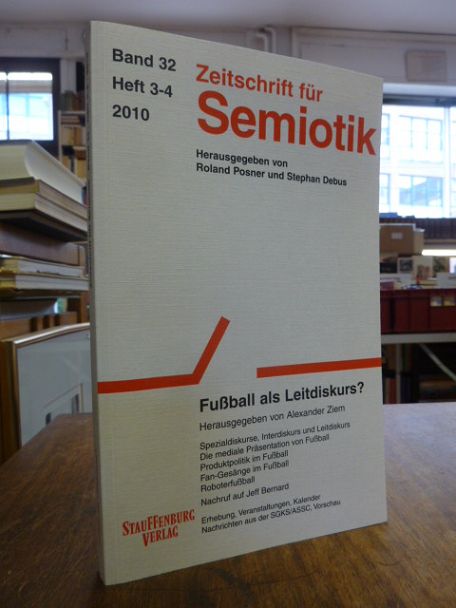 Band 32
Heft 3-4
2010
Zeitschrift für
Semiotik
Herausgegeben von
Roland Posner und Stephan Debus
Fußball als Leitdiskurs?
Herausgegeben von Alexander Ziem
Spezialdiskurse, Interdiskurs und Leitdiskurs
Die mediale Präsentation von Fußball
Produktpolitik im Fußball
Fan-Gesänge im Fußball
Roboterfußball
Nachruf auf Jeff Bernard
Erhebung, Veranstaltungen, Kalender
Nachrichten aus der SGKS/ASSC, Vorschau
STAUFFENBURG
VERLAG